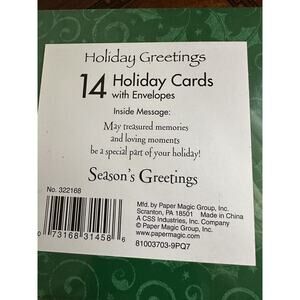 Holiday Greetings
14 Holiday Cards
with Envelopes
Inside Message:
May treasured memories
and loving moments
be a special part of your holiday!
Season's Greetings
No. 322168
0 73168 31458 6
Mfd. by Paper Magic Group, Inc.
Scranton, PA 18501 Made in China
A CSS Industries, Inc. Company
© Paper Magic Group, Inc.
www.papermagic.com
81003703-9PQ7